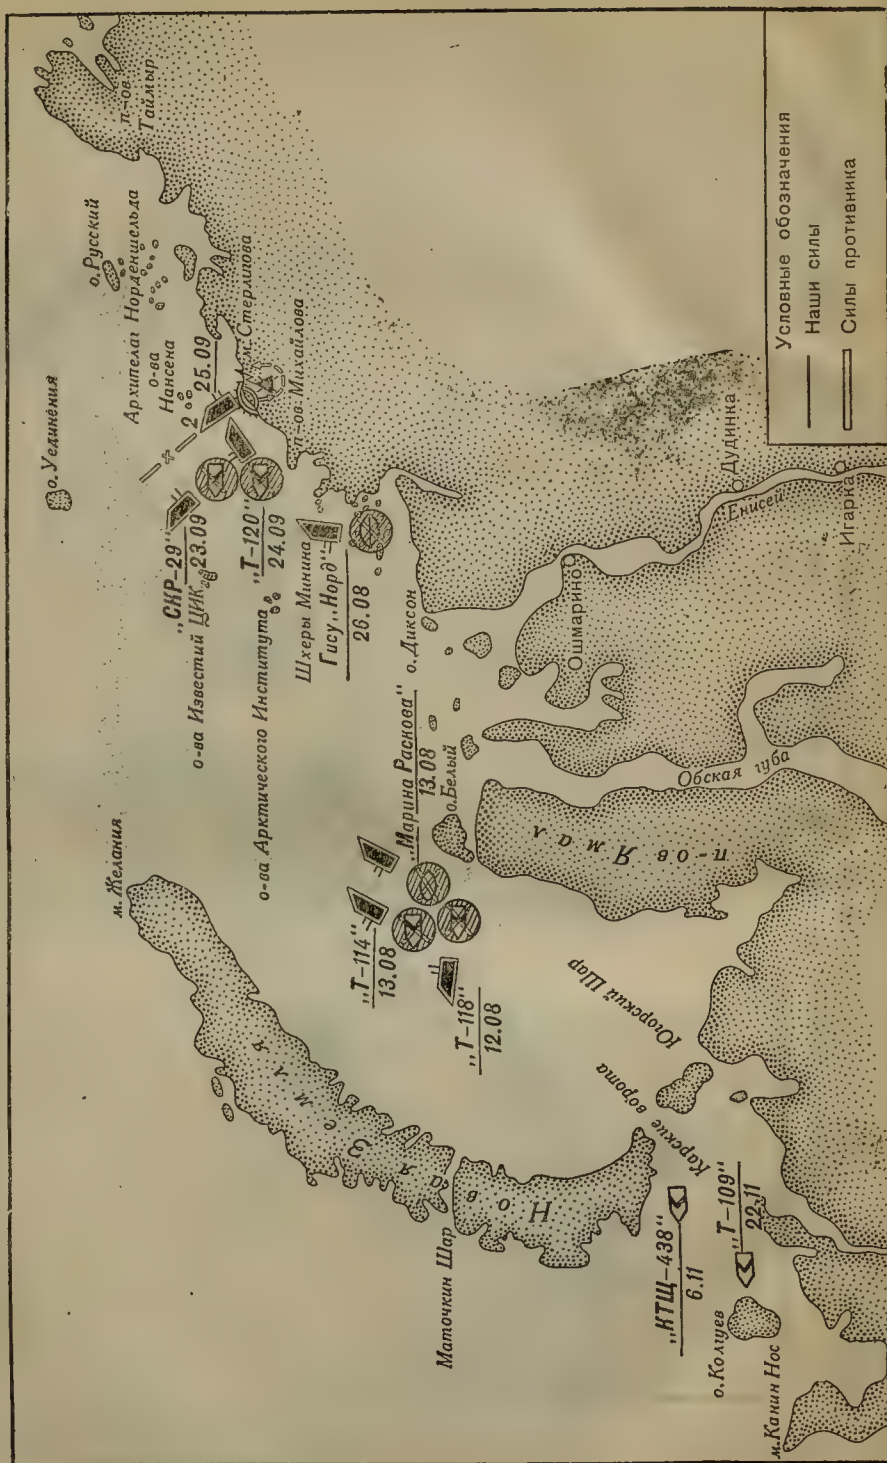 п-ов
Таймыр
о.Русский
Архипелаг Норденшельда
о-ва
Нансена
о.Уединения
2
25.09
м.Стерлигова
п-ов Михайлова
„СКР-29"
23.09
о-ва Известий ЦИК
„Т-120"
24.09
о-ва Арктического Института
Шхеры Минина
Гису „Норд"
26.08
м. Желания
о.Диксон
„Марина Раскова"
13.08
о.Белый
„Т-114"
13.08
„Т-118"
12.08
Ошмарино
Дудинка
Енисей
Игарка
Обская губа
п-ов Ямал
Новая Земля
Маточкин Шар
Югорский Шар
Карские ворота
„КТЩ-438"
6.11
„Т-109"
22.11
о.Колгуев
м.Канин Нос
Условные обозначения
Наши силы
Силы противника